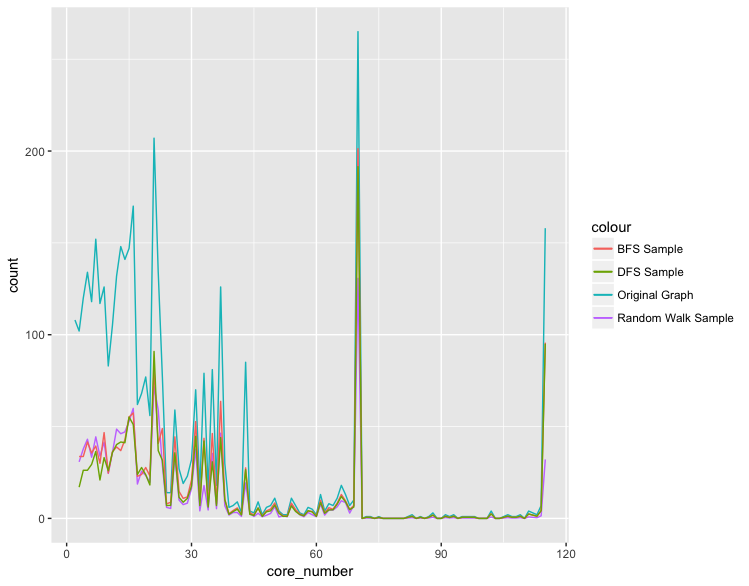 200
100
0
count
0
30
60
90
120
core_number
colour
BFS Sample
DFS Sample
Original Graph
Random Walk Sample